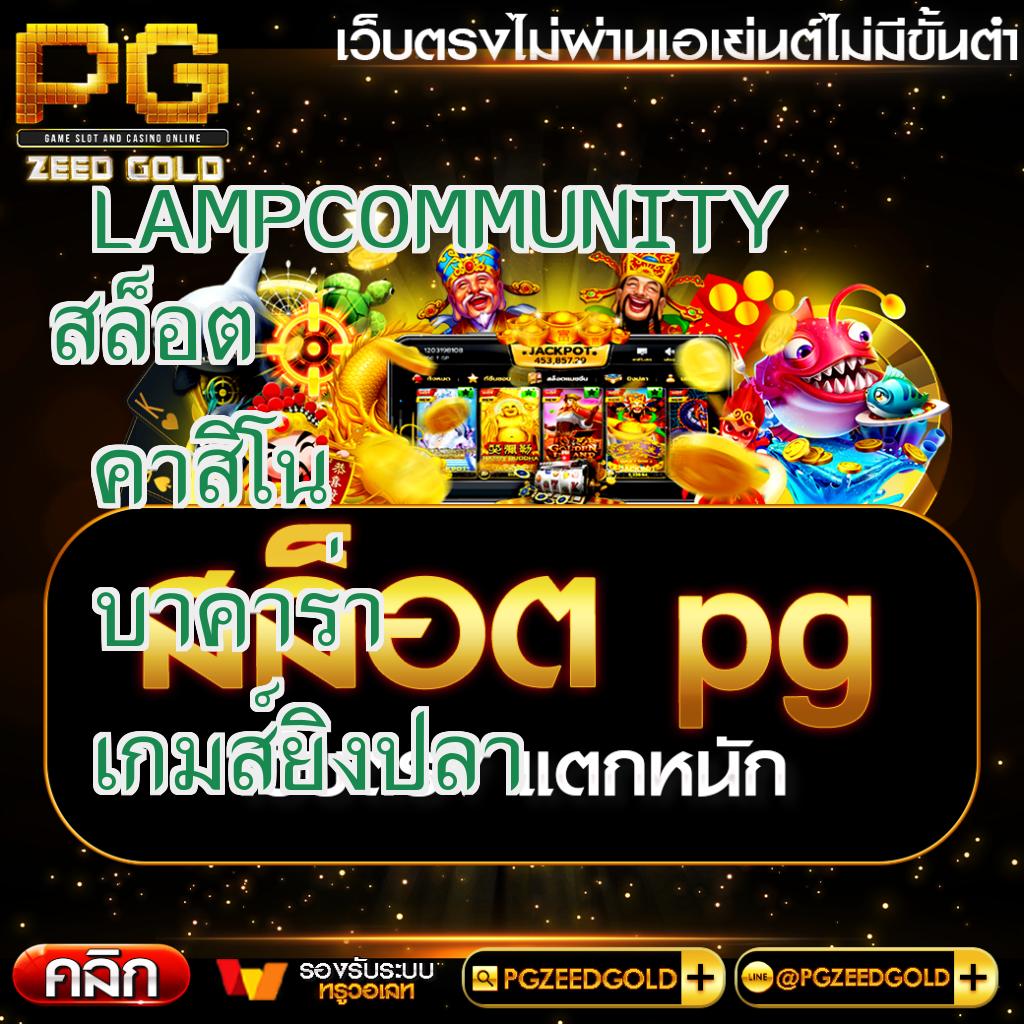 เว็บตรงไม่ผ่านเอเย่นต์ไม่มีขั้นต่ำ
PG
GAME SLOT AND CASINO ONLINE
ZEED GOLD
LAMPCOMMUNITY
สล็อต
JACKPOT
453,857.29
K
คาสิโน
สล็อต pg
บาคาร่า
เกมส์ยิงปลา
แตกหนัก
คลิก
รองรับระบบ
ทรูวอเลท
PGZEEDGOLD +
LINE @PGZEEDGOLD +